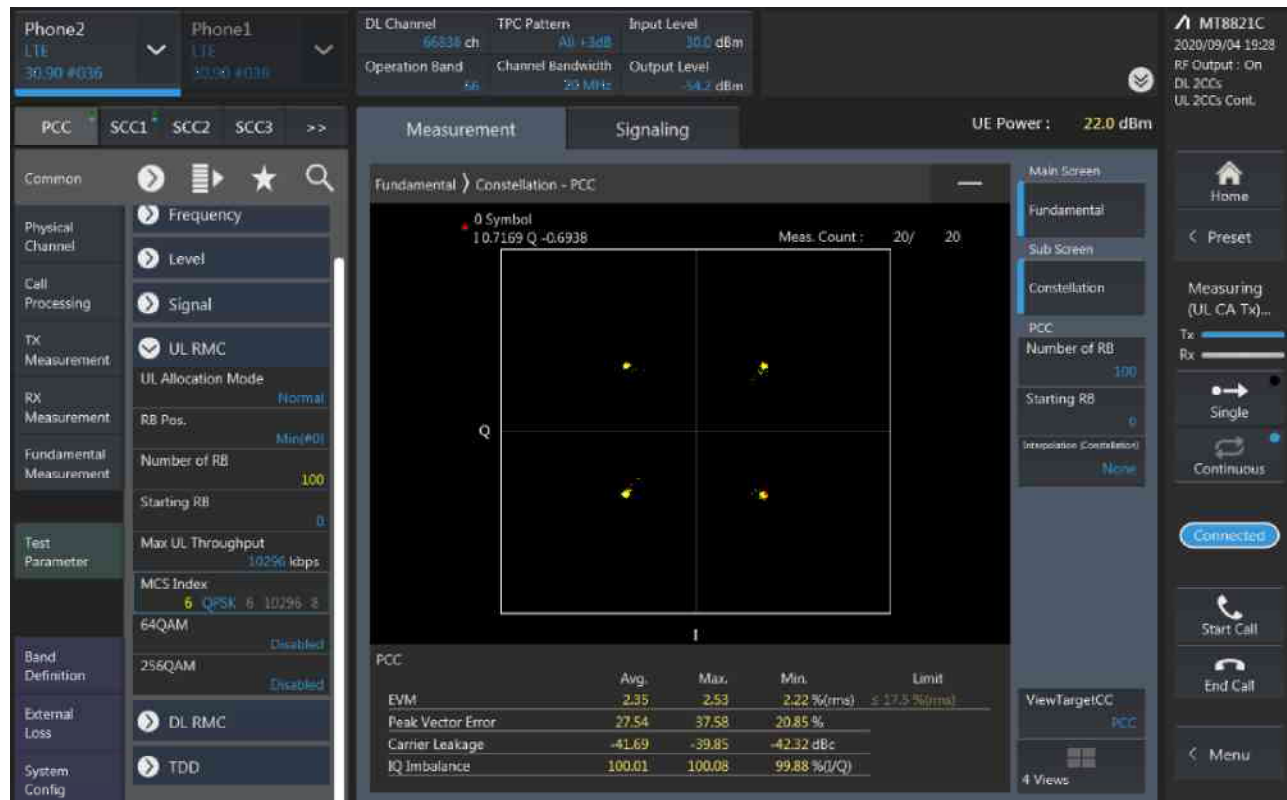 Phone2
LTE
30.90 #036
Phone1
LTE
30.90 #036
DL Channel
66836 ch
TPC Pattern
All +3dB
Input Level
30.0 dBm
Operation Band
66
Channel Bandwidth
20 MHz
Output Level
-54.2 dBm
MT8821C
2020/09/04 19:28
RF Output : On
DL 2CCs
UL 2CCs Cont.
PCC
SCC1
SCC2
SCC3
>>
Measurement
Signaling
UE Power : 22.0 dBm
Common
Physical
Channel
Call
Processing
TX
Measurement
RX
Measurement
Fundamental
Measurement
Test
Parameter
Band
Definition
External
Loss
System
Config
Frequency
Level
Signal
UL RMC
UL Allocation Mode
Normal
RB Pos.
Min(#0)
Number of RB
100
Starting RB
0
Max UL Throughput
10296 kbps
MCS Index
6 QPSK 6 10296 8
64QAM
Disabled
256QAM
Disabled
DL RMC
TDD
Fundamental
Constellation - PCC
0 Symbol
I 0.7169 Q -0.6938
Meas. Count : 20/ 20
Q
I
PCC
Avg. Max. Min. Limit
EVM 2.35 2.53 2.22 %(rms) ≤ 17.5 %(rms)
Peak Vector Error 27.54 37.58 20.85 %
Carrier Leakage -41.69 -39.85 -42.32 dBc
IQ Imbalance 100.01 100.08 99.88 %(I/Q)
Main Screen
Fundamental
Sub Screen
Constellation
PCC
Number of RB
100
Starting RB
0
Interpolation (Constellation)
None
ViewTargetCC
PCC
4 Views
Home
< Preset
Measuring
(UL CA Tx)...
Tx
Rx
Single
Continuous
Connected
Start Call
End Call
< Menu